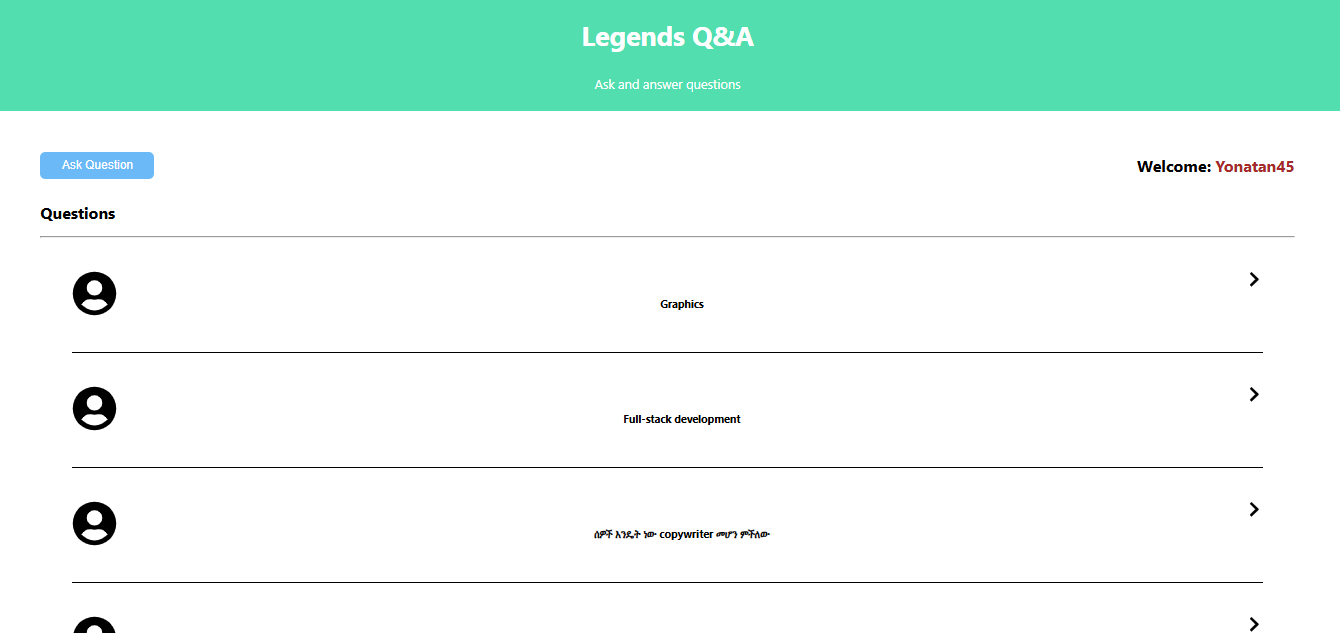 Legends Q&A
Ask and answer questions
Ask Question
Welcome: Yonatan45
Questions
Graphics
Full-stack development
ሰዎች እንዴት ነው copywriter መሆን ምችለው